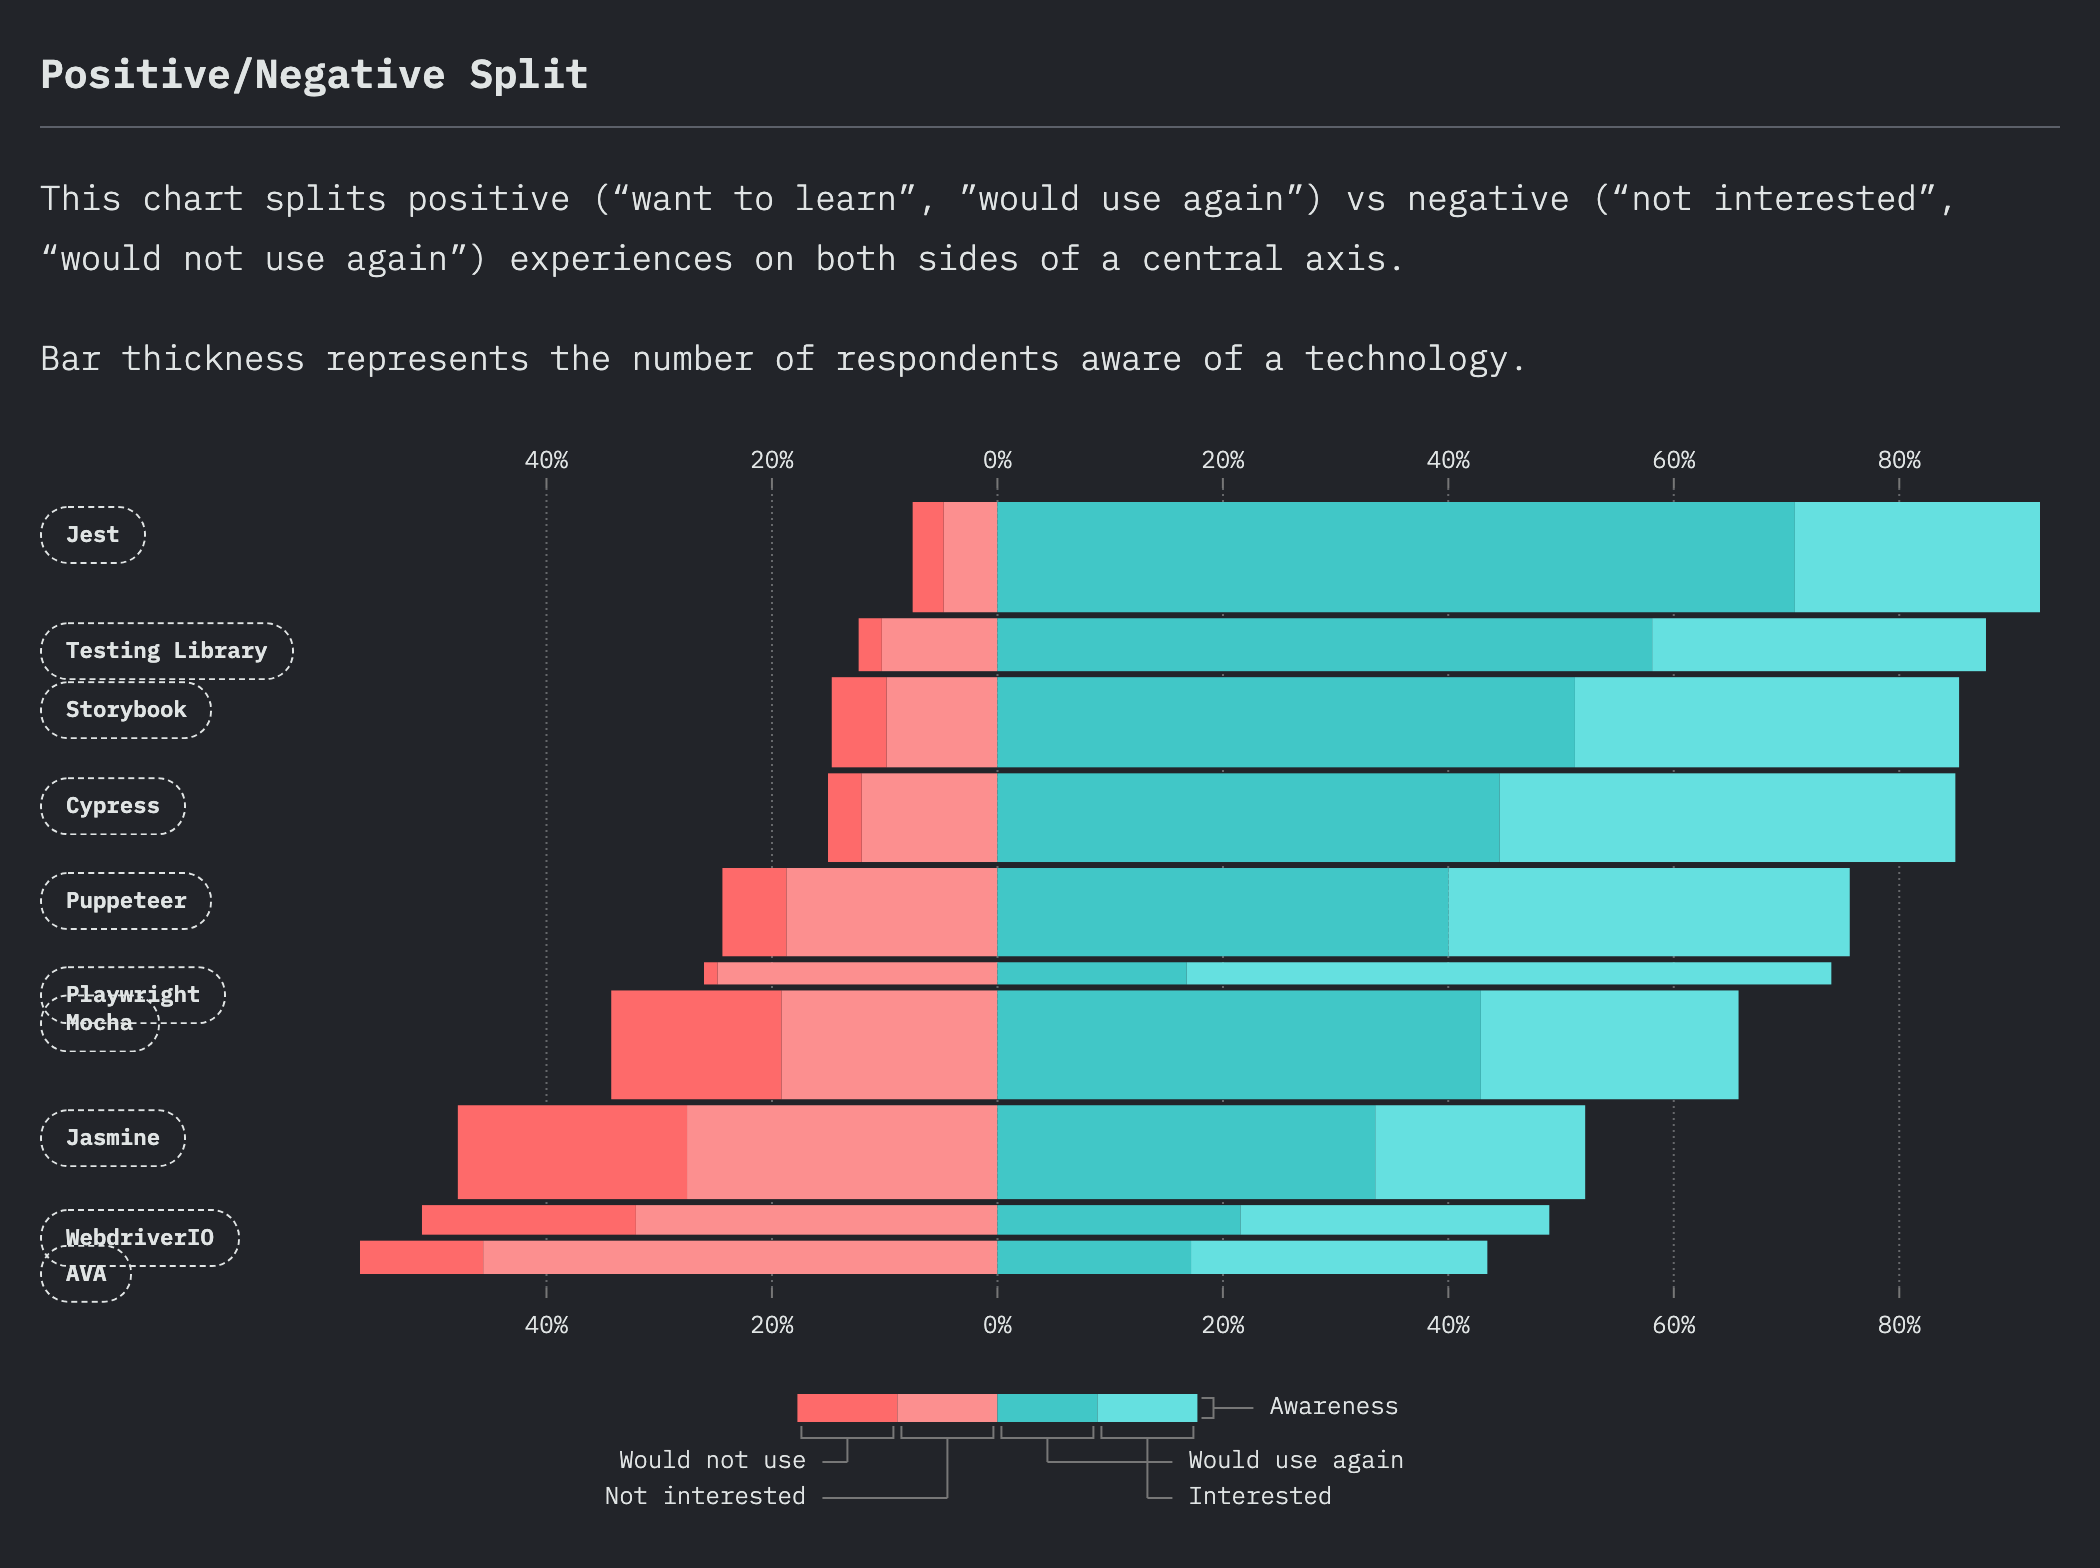 Positive/Negative Split
This chart splits positive (“want to learn”, ”would use again”) vs negative (“not interested”,
“would not use again”) experiences on both sides of a central axis.
Bar thickness represents the number of respondents aware of a technology.
40% 20% 0% 20% 40% 60% 80%
Jest
Testing Library
Storybook
Cypress
Puppeteer
Playwright
Mocha
Jasmine
WebdriverIO
AVA
40% 20% 0% 20% 40% 60% 80%
Awareness
Would not use
Would use again
Not interested
Interested